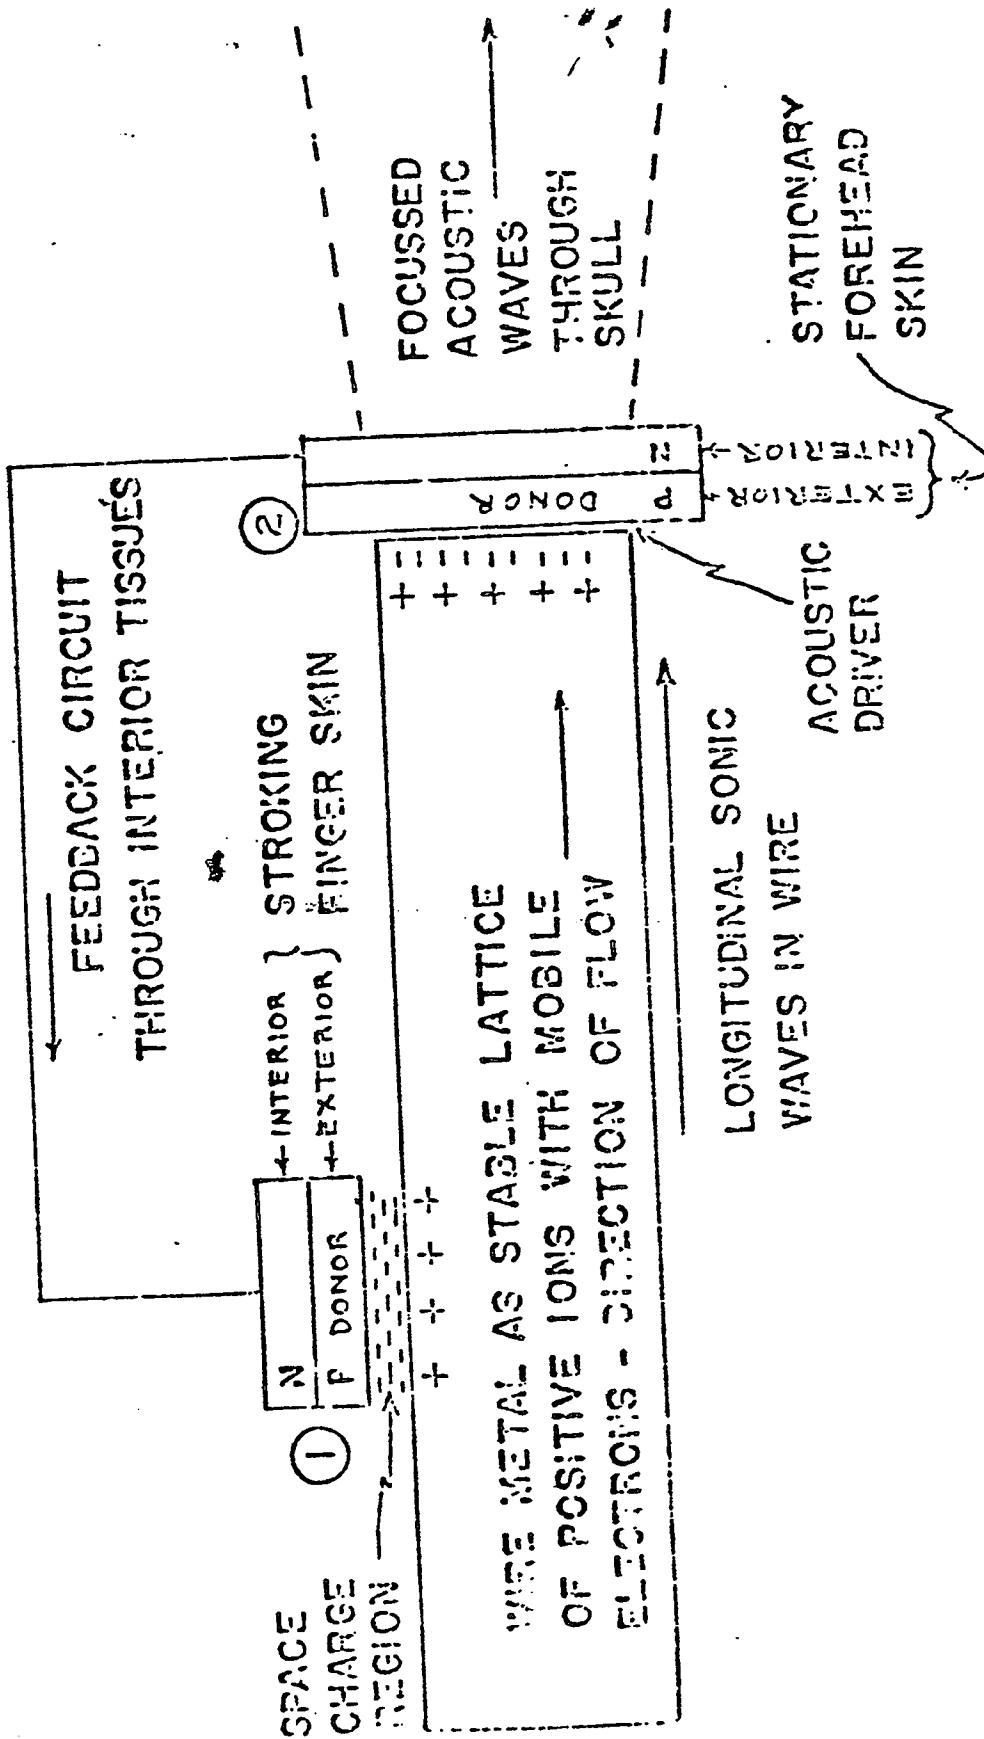 FEEDBACK CIRCUIT
THROUGH INTERIOR TISSUES
SPACE
CHARGE
REGION
1
N
P DONOR
INTERIOR
EXTERIOR
STROKING
FINGER SKIN
2
DONOR
P
N
EXTERIOR
INTERIOR
FOCUSSED
ACOUSTIC
WAVES
THROUGH
SKULL
+ + + +
+ -
+ -
+ -
+ -
+ -
WIRE METAL AS STABLE LATTICE
OF POSITIVE IONS WITH MOBILE
ELECTRONS - DIRECTION OF FLOW
LONGITUDINAL SONIC
WAVES IN WIRE
ACOUSTIC
DRIVER
STATIONARY
FOREHEAD
SKIN